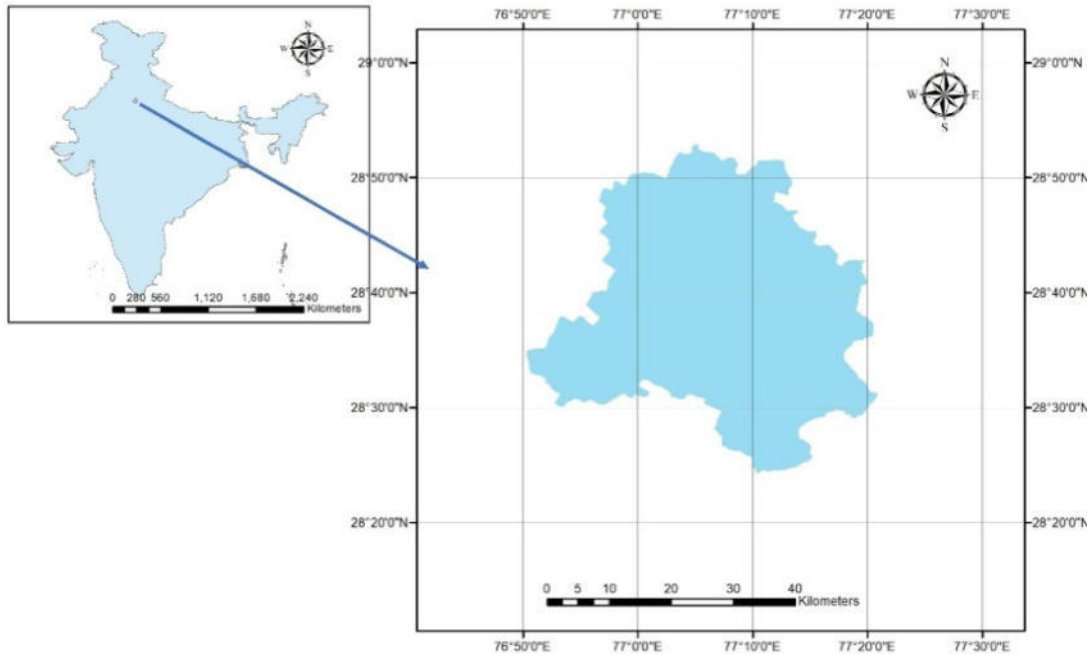 N
W E
S
0 280 560 1,120 1,680 2,240
Kilometers
76°50'0"E 77°0'0"E 77°10'0"E 77°20'0"E 77°30'0"E
29°0'0"N 29°0'0"N
N
W E
S
28°50'0"N 28°50'0"N
28°40'0"N 28°40'0"N
28°30'0"N 28°30'0"N
28°20'0"N 28°20'0"N
0 5 10 20 30 40
Kilometers
76°50'0"E 77°0'0"E 77°10'0"E 77°20'0"E 77°30'0"E